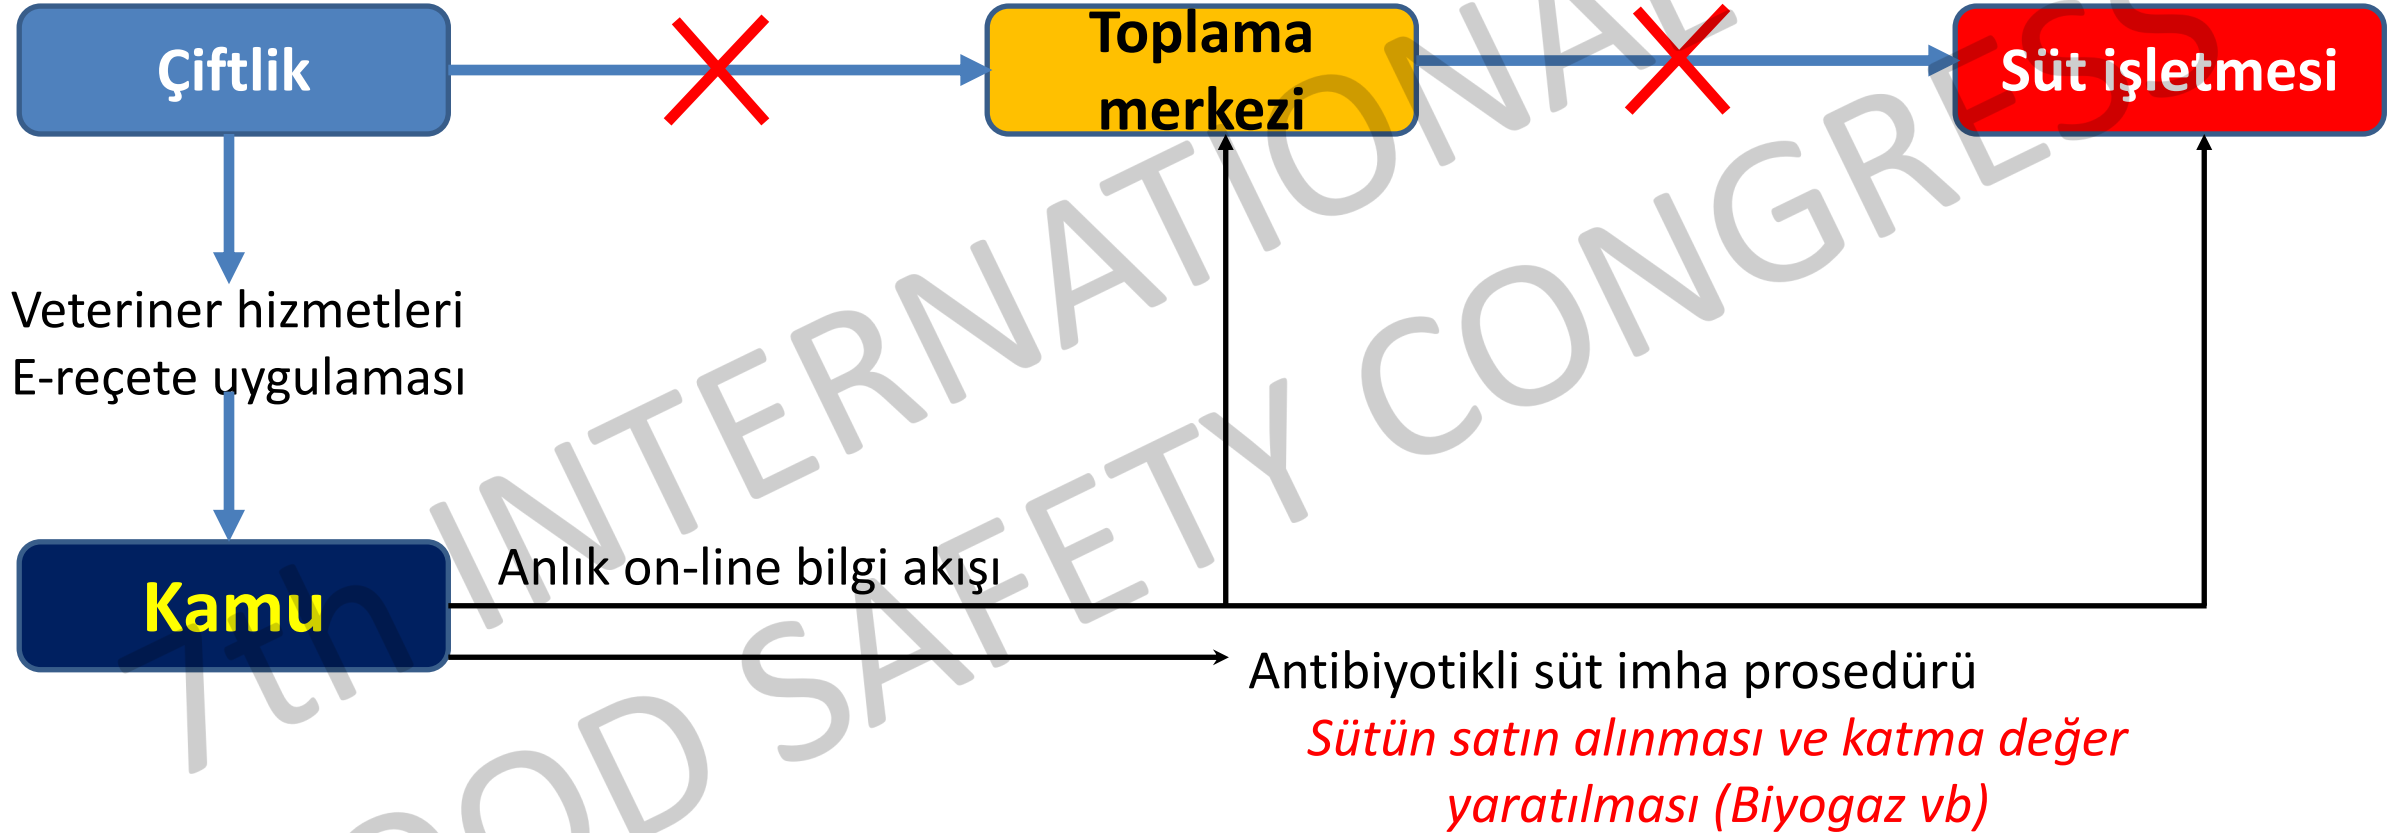 Çiftlik
Toplama
merkezi
Süt işletmesi
Veteriner hizmetleri
E-reçete uygulaması
Kamu
Anlık on-line bilgi akışı
Antibiyotikli süt imha prosedürü
Sütün satın alınması ve katma değer
yaratılması (Biyogaz vb)
7th INTERNATIONAL
OOD SAFETY CONGRESS